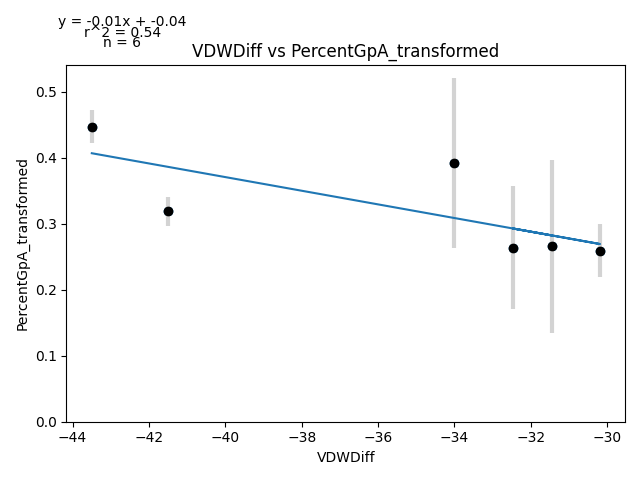 y = -0.01x + -0.04
r^2 = 0.54
n = 6
VDWDiff vs PercentGpA_transformed
PercentGpA_transformed
0.5
0.4
0.3
0.2
0.1
0.0
−44
−42
−40
−38
−36
−34
−32
−30
VDWDiff